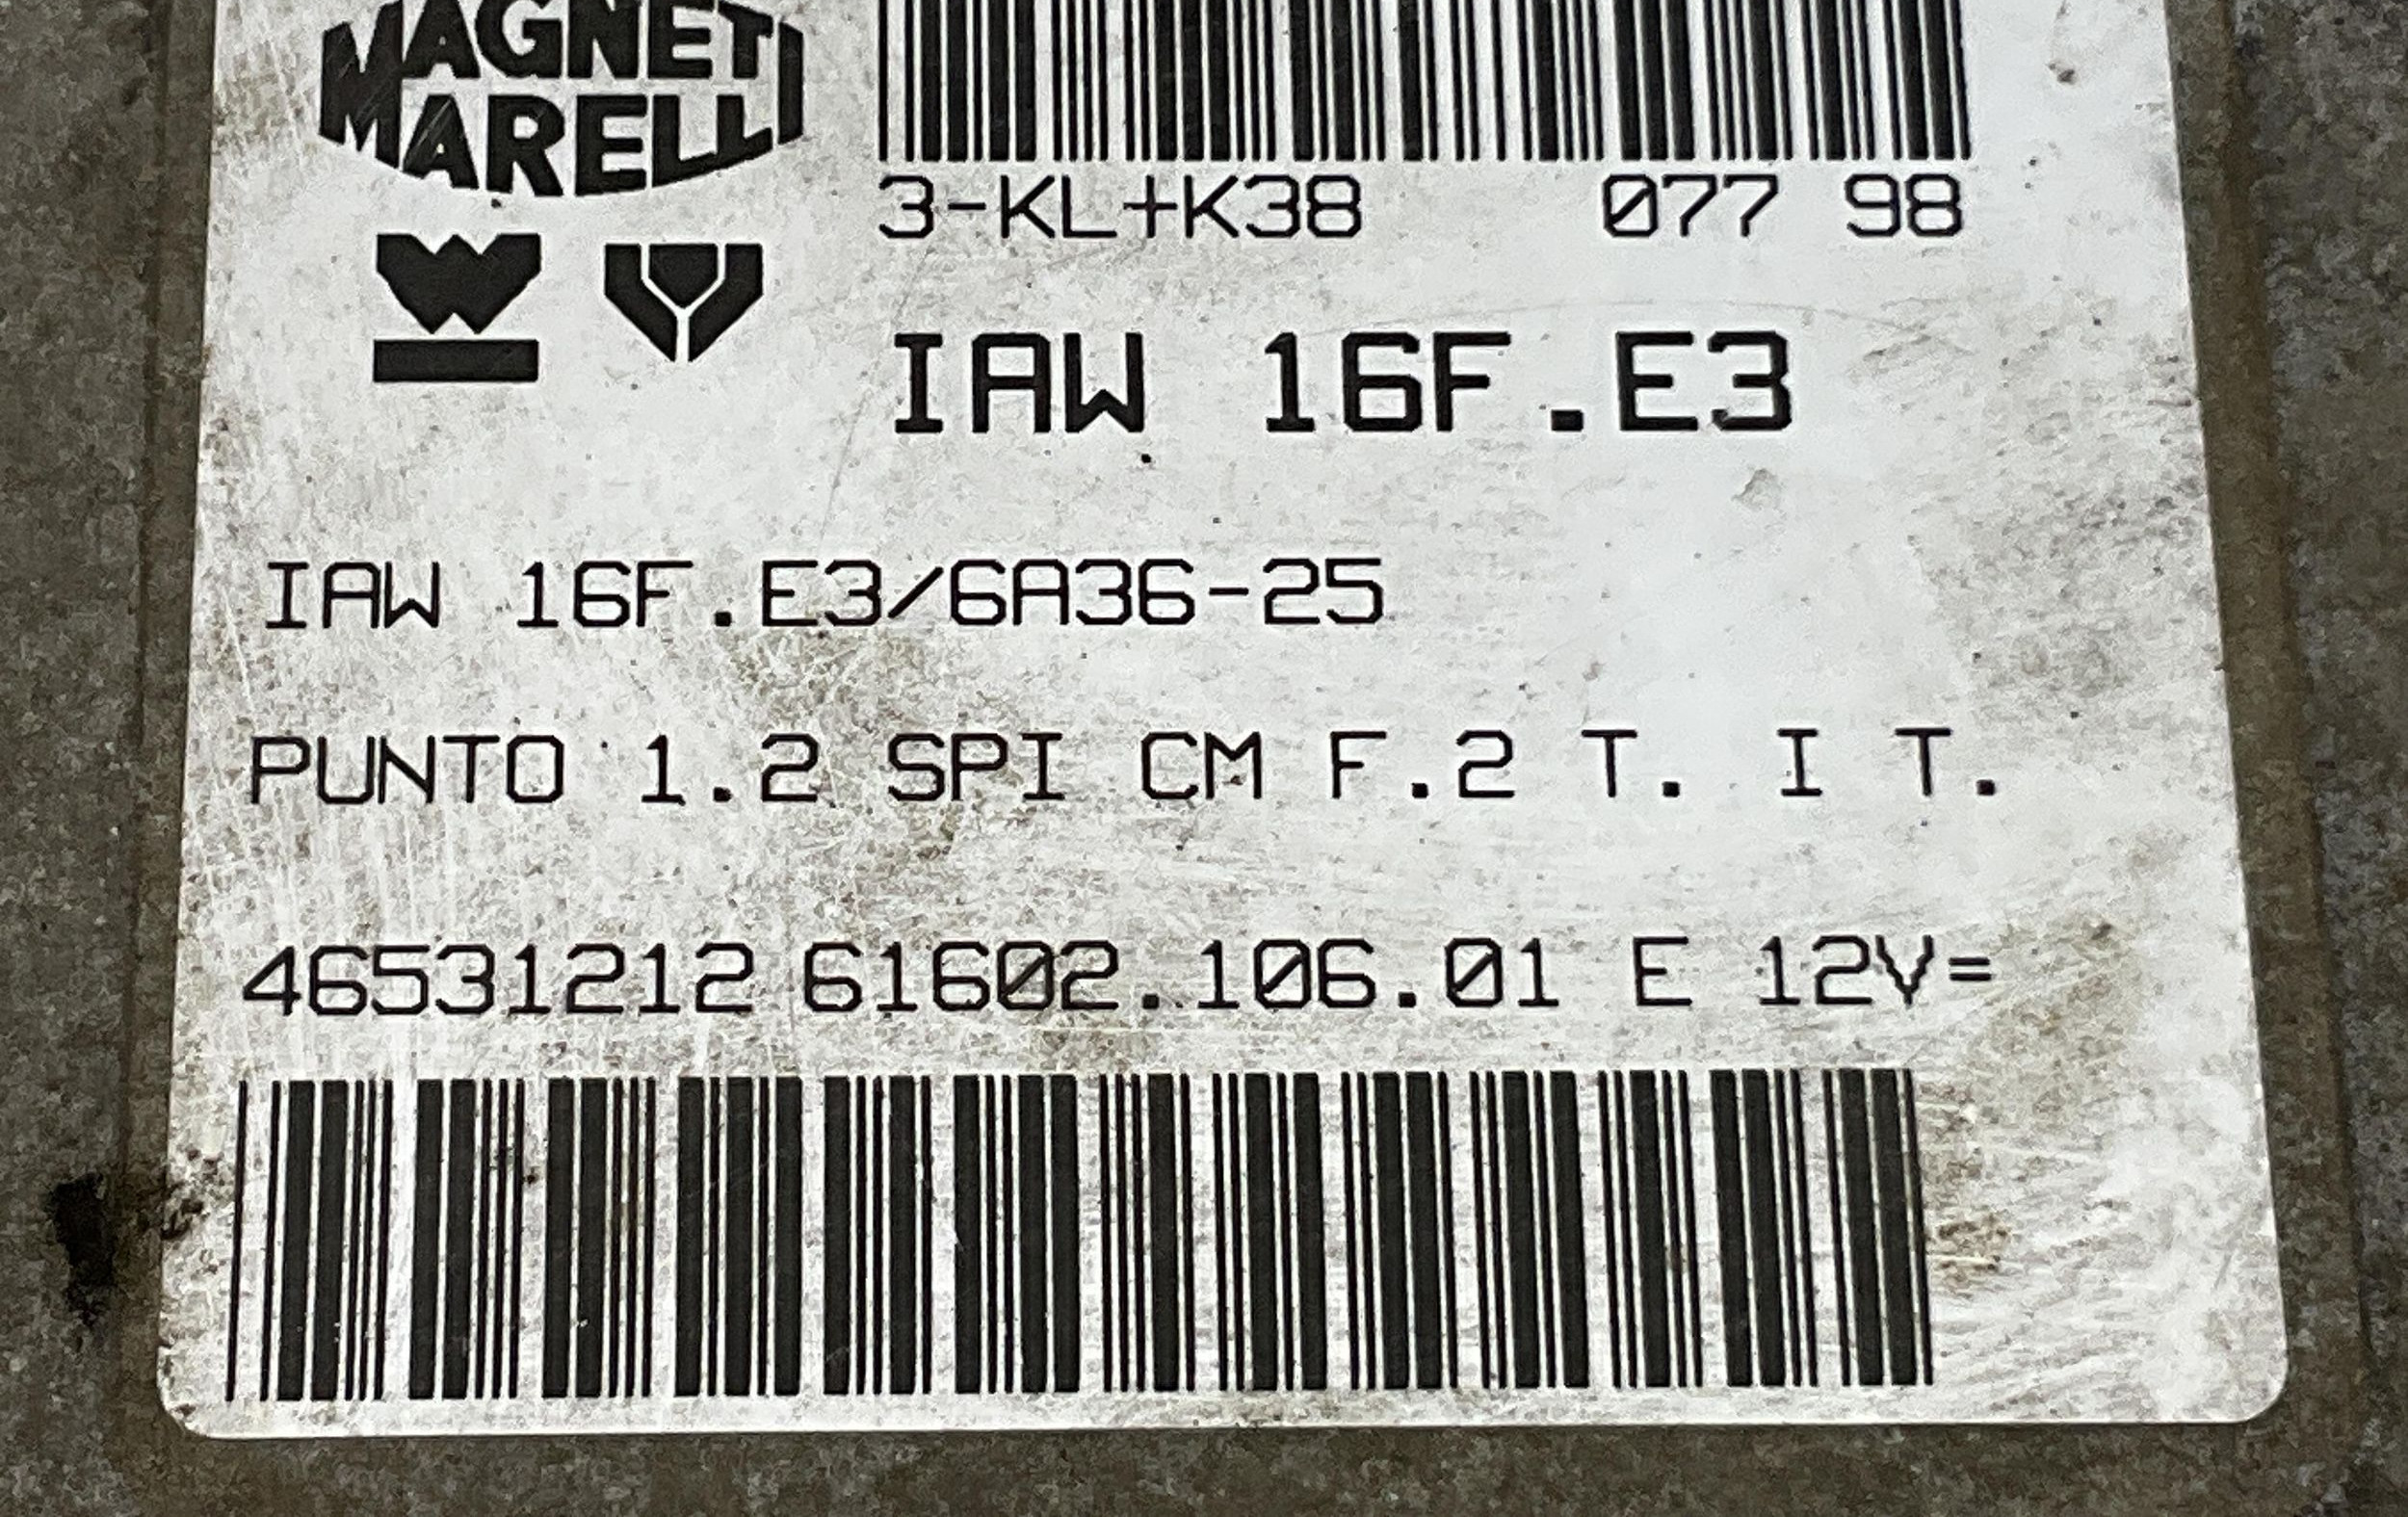 MAGNETI
MARELLI
3-KL+K38 077 98
IAW 16F.E3
IAW 16F.E3/6A36-25
PUNTO 1.2 SPI CM F.2 T. I T.
46531212 61602.106.01 E 12V=